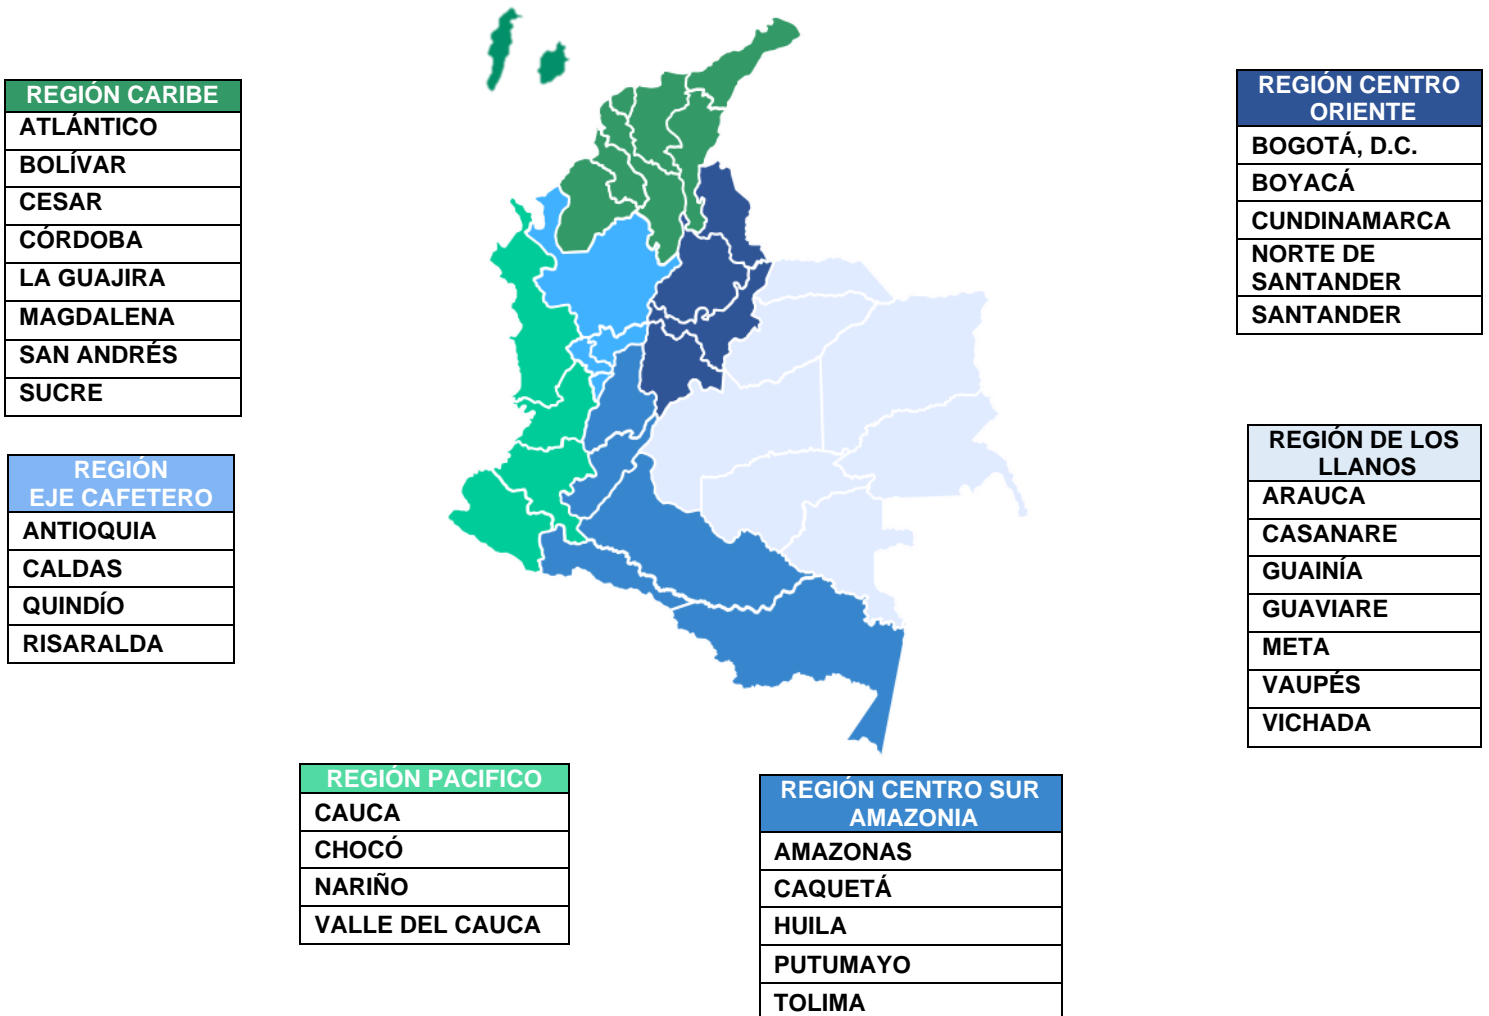 REGIÓN CARIBE
ATLÁNTICO
BOLÍVAR
CESAR
CÓRDOBA
LA GUAJIRA
MAGDALENA
SAN ANDRÉS
SUCRE
REGIÓN
EJE CAFETERO
ANTIOQUIA
CALDAS
QUINDÍO
RISARALDA
REGIÓN PACIFICO
CAUCA
CHOCÓ
NARIÑO
VALLE DEL CAUCA
REGIÓN CENTRO SUR
AMAZONIA
AMAZONAS
CAQUETÁ
HUILA
PUTUMAYO
TOLIMA
REGIÓN CENTRO
ORIENTE
BOGOTÁ, D.C.
BOYACÁ
CUNDINAMARCA
NORTE DE
SANTANDER
SANTANDER
REGIÓN DE LOS
LLANOS
ARAUCA
CASANARE
GUAINÍA
GUAVIARE
META
VAUPÉS
VICHADA